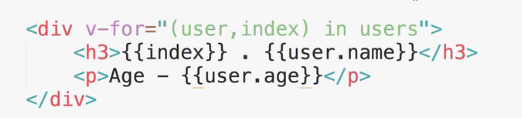 <div v-for="(user,index) in users">
<h3>{{index}} . {{user.name}}</h3>
<p>Age - {{user.age}}</p>
</div>